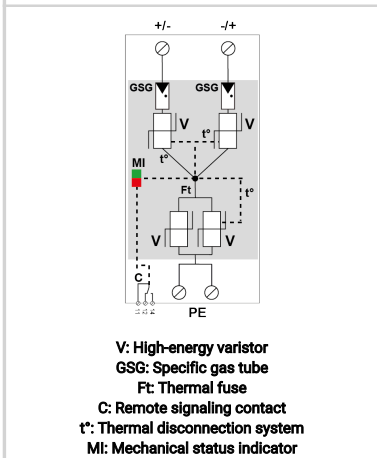 +/- -/+
GSG GSG
V V
t°
t°
MI
Ft t°
V V
C
PE
V: High-energy varistor
GSG: Specific gas tube
Ft: Thermal fuse
C: Remote signaling contact
t°: Thermal disconnection system
MI: Mechanical status indicator